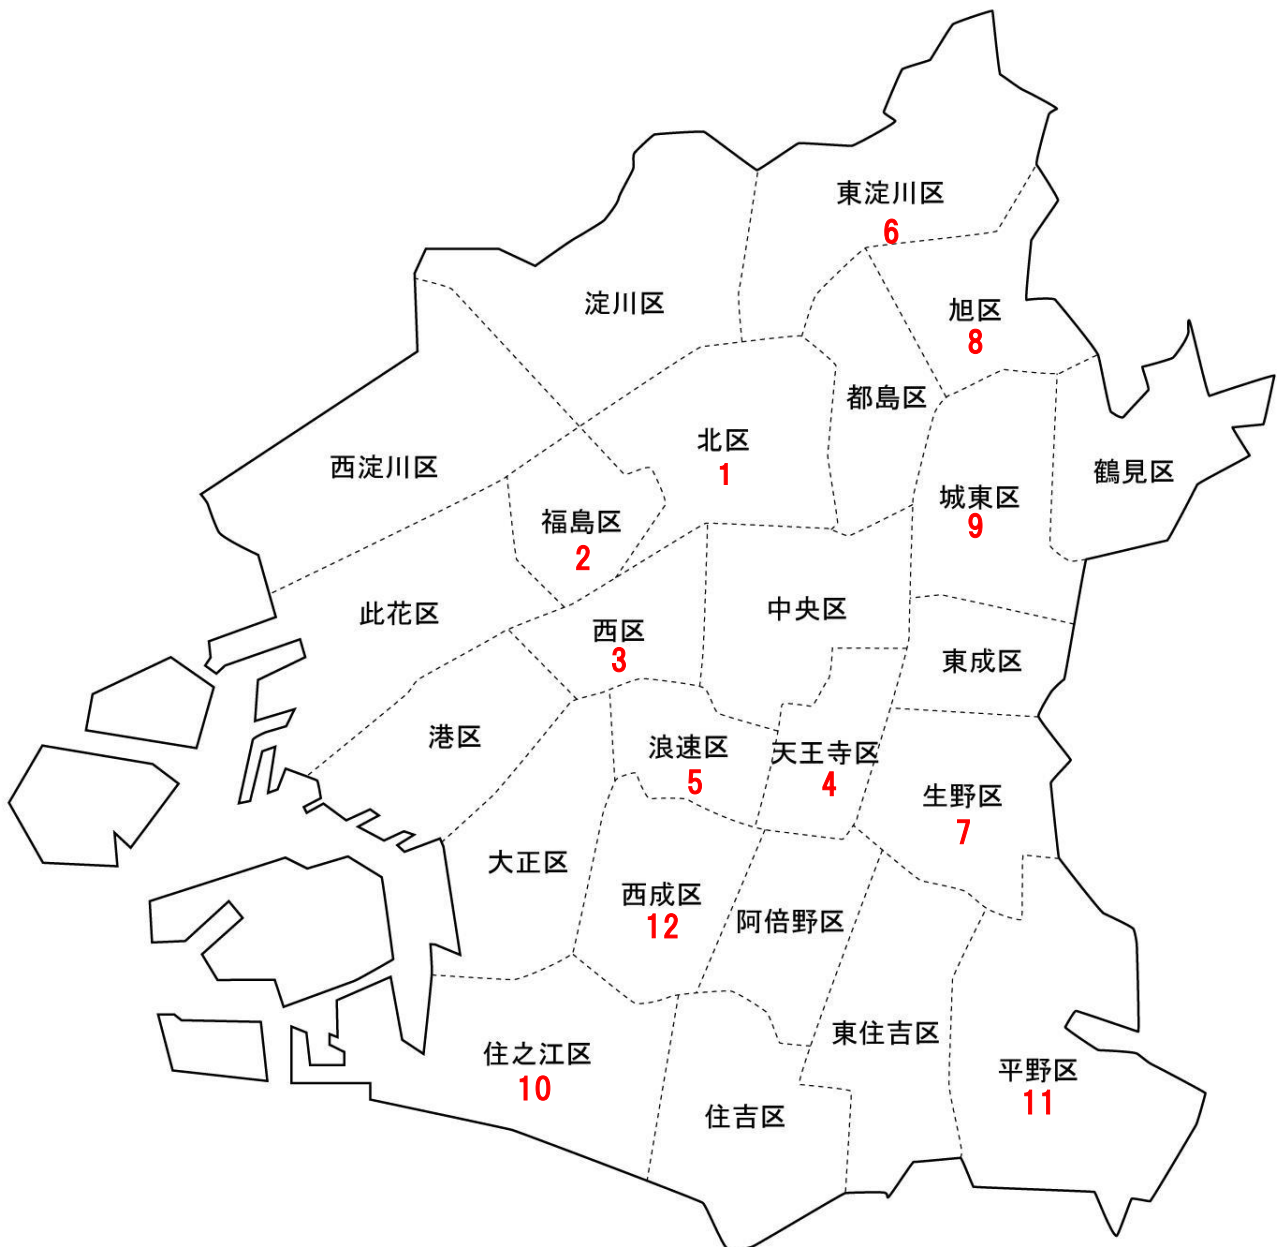 東淀川区
6
淀川区
旭区
8
都島区
北区
1
西淀川区
鶴見区
城東区
9
福島区
2
此花区
中央区
西区
3
東成区
港区
浪速区
5
天王寺区
4
生野区
7
大正区
西成区
12
阿倍野区
東住吉区
住之江区
10
平野区
11
住吉区